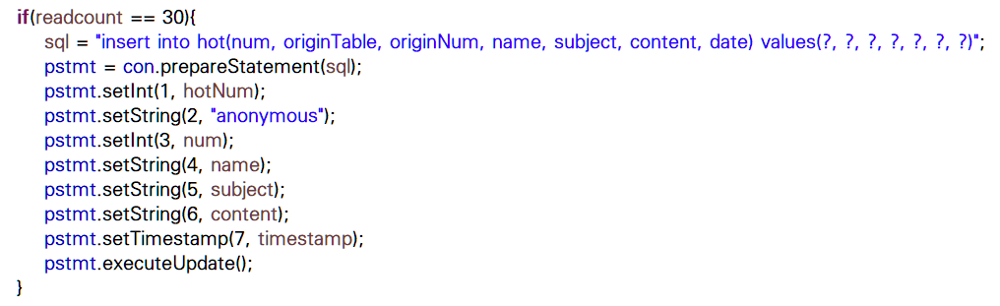 if(readcount == 30){
sql = "insert into hot(num, originTable, originNum, name, subject, content, date) values(?, ?, ?, ?, ?, ?, ?)";
pstmt = con.prepareStatement(sql);
pstmt.setInt(1, hotNum);
pstmt.setString(2, "anonymous");
pstmt.setInt(3, num);
pstmt.setString(4, name);
pstmt.setString(5, subject);
pstmt.setString(6, content);
pstmt.setTimestamp(7, timestamp);
pstmt.executeUpdate();
}